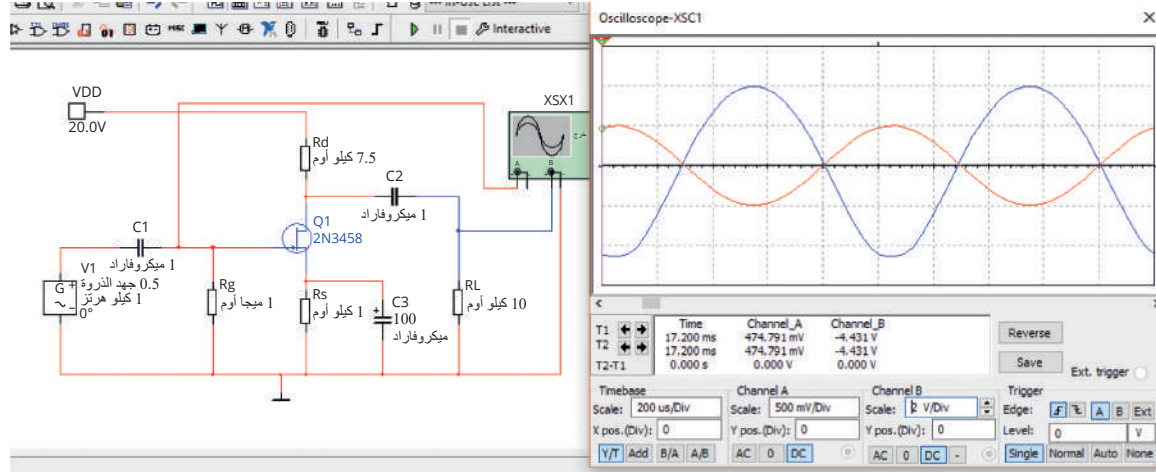 Interactive
VDD
20.0V
Rd
7.5 كيلو أوم
C2
1 ميكروفاراد
Q1
2N3458
C1
1 ميكروفاراد
V1
0.5 جهد الذروة
1 كيلو هرتز
0°
G
Rg
1 ميجا أوم
Rs
1 كيلو أوم
C3
100
ميكروفاراد
RL
10 كيلو أوم
XSX1
خرج
A
B
Oscilloscope-XSC1
Time Channel_A Channel_B
T1 17.200 ms 474.791 mV -4.431 V
T2 17.200 ms 474.791 mV -4.431 V
T2-T1 0.000 s 0.000 V 0.000 V
Reverse
Save
Ext. trigger
Timebase
Scale: 200 us/Div
X pos.(Div): 0
Y/T Add B/A A/B
Channel A
Scale: 500 mV/Div
Y pos.(Div): 0
AC 0 DC
Channel B
Scale: 2 V/Div
Y pos.(Div): 0
AC 0 DC -
Trigger
Edge: A B Ext
Level: 0 V
Single Normal Auto None